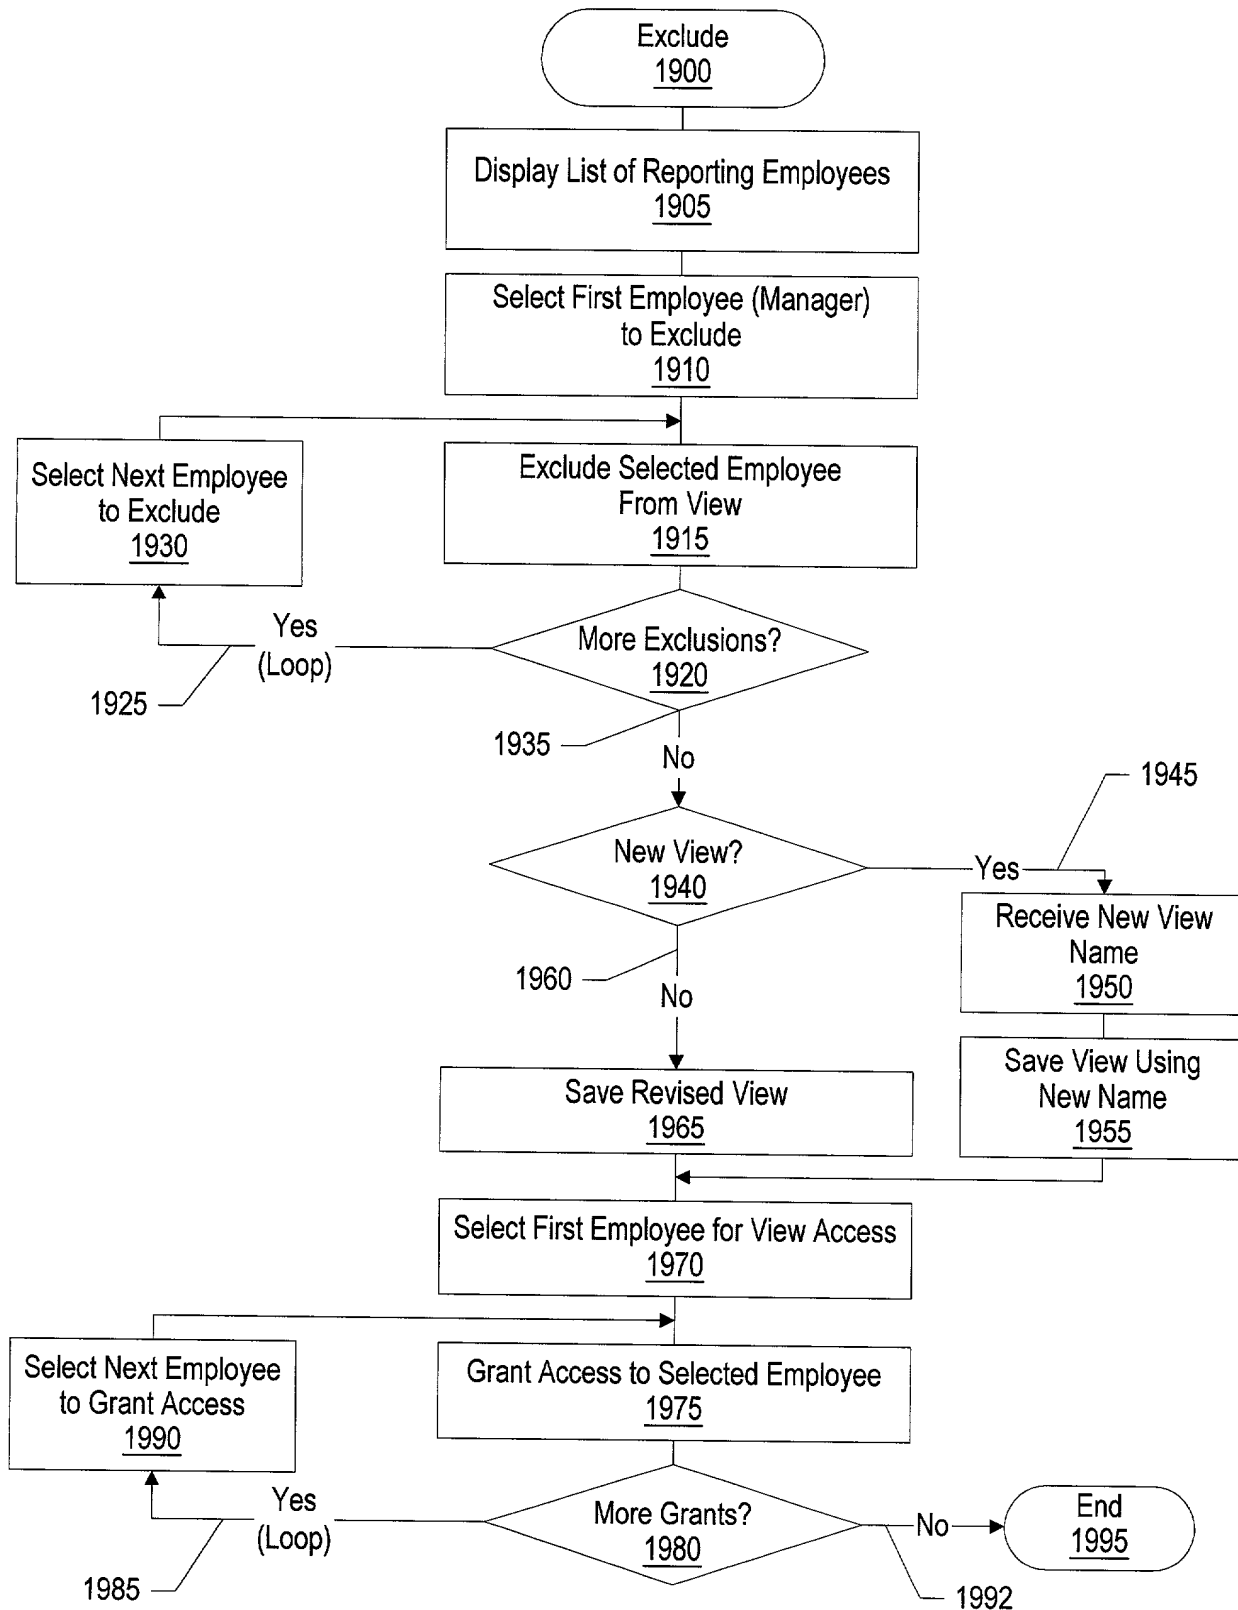 Exclude
1900
Display List of Reporting Employees
1905
Select First Employee (Manager)
to Exclude
1910
Select Next Employee
to Exclude
1930
Exclude Selected Employee
From View
1915
Yes
(Loop)
1925
More Exclusions?
1920
1935
No
1945
New View?
1940
Yes
Receive New View
Name
1950
1960
No
Save View Using
New Name
1955
Save Revised View
1965
Select First Employee for View Access
1970
Select Next Employee
to Grant Access
1990
Grant Access to Selected Employee
1975
Yes
(Loop)
1985
More Grants?
1980
No
1992
End
1995